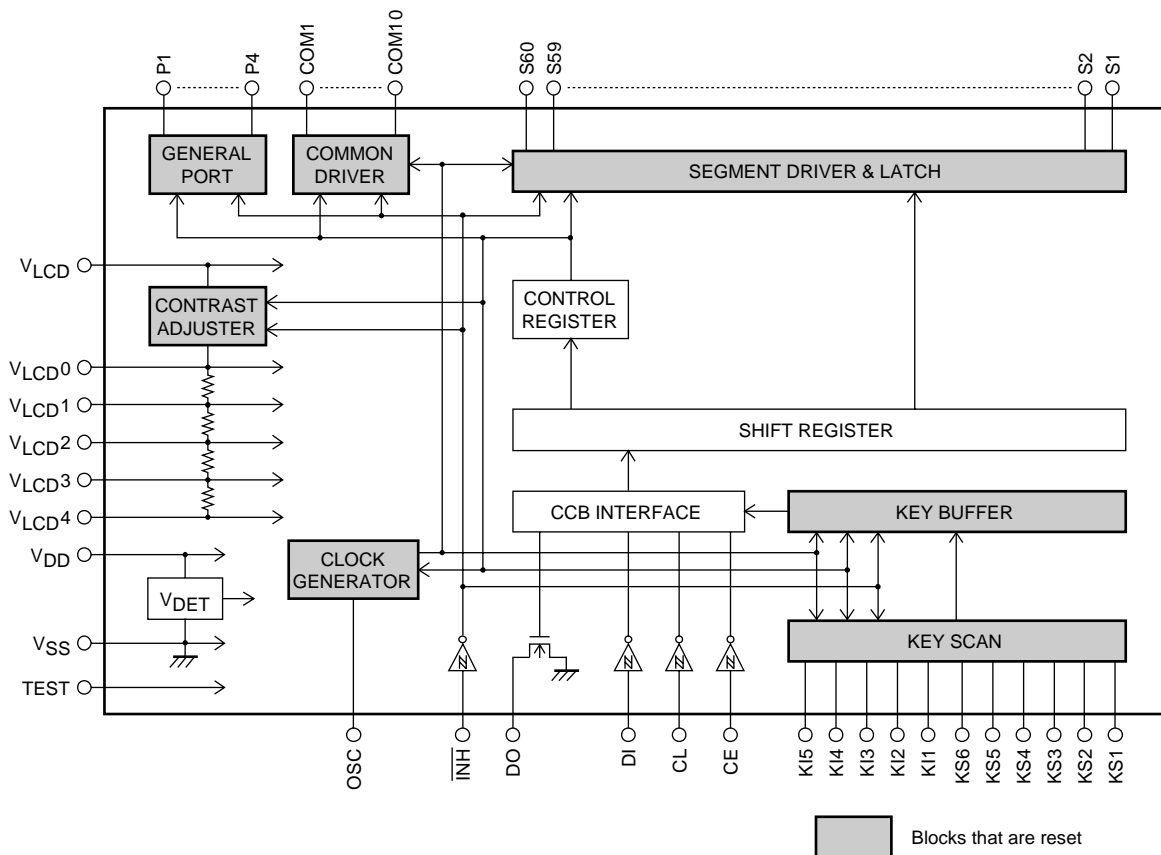 P1
P4
COM1
COM10
S60
S59
S2
S1
GENERAL
PORT
COMMON
DRIVER
SEGMENT DRIVER & LATCH
VLCD
CONTRAST
ADJUSTER
CONTROL
REGISTER
VLCD0
VLCD1
VLCD2
VLCD3
VLCD4
SHIFT REGISTER
CCB INTERFACE
KEY BUFFER
VDD
VDET
CLOCK
GENERATOR
VSS
KEY SCAN
TEST
OSC
INH
DO
DI
CL
CE
KI5
KI4
KI3
KI2
KI1
KS6
KS5
KS4
KS3
KS2
KS1
Blocks that are reset